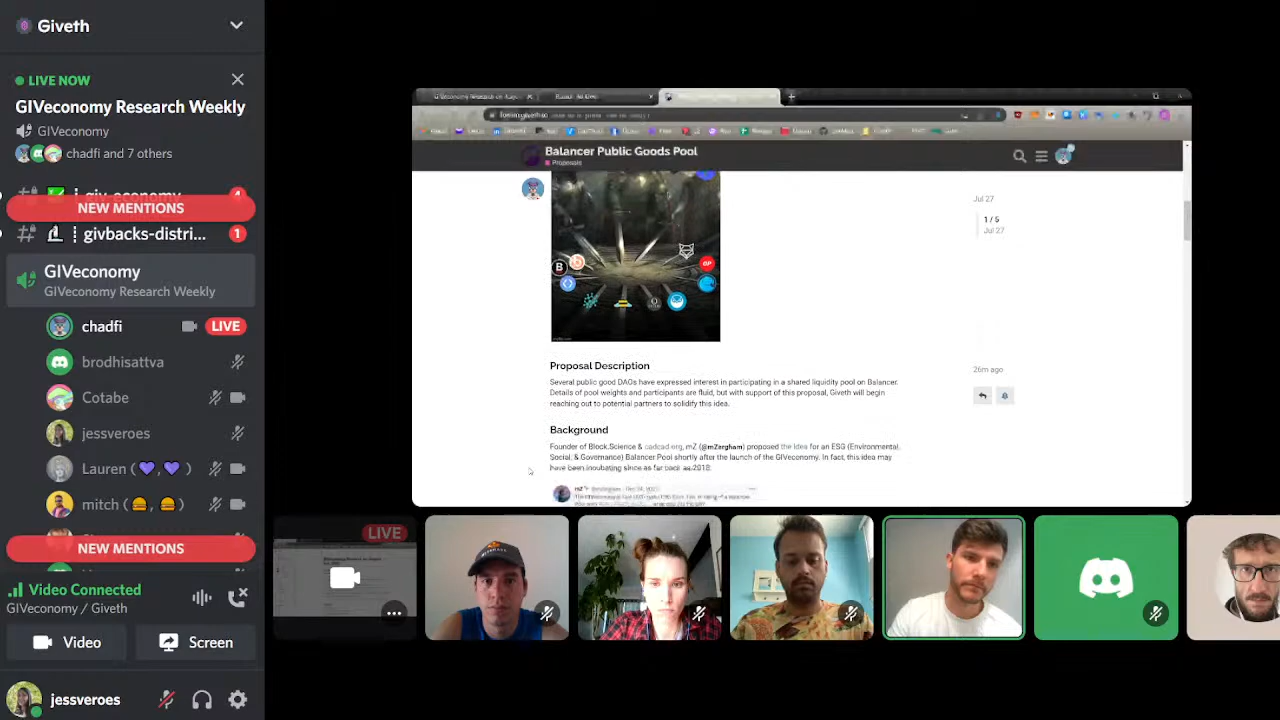 Giveth
LIVE NOW
GIVeconomy Research Weekly
GIVeconomy
chadfi and 7 others
giv-economy
4
NEW MENTIONS
givbacks-distri...
1
GIVeconomy
GIVeconomy Research Weekly
chadfi
LIVE
brodhisattva
Cotabe
jessveroes
Lauren (💜,💜)
mitch (🍔,🍔)
NEW MENTIONS
Video Connected
GIVeconomy / Giveth
Video
Screen
jessveroes
Balancer Public Goods Pool
Proposals
Jul 27
1 / 5
Jul 27
B
OP
26m ago
Proposal Description
Several public good DAOs have expressed interest in participating in a shared liquidity pool on Balancer.
Details of pool weights and participants are fluid, but with support of this proposal, Giveth will begin
reaching out to potential partners to solidify this idea.
Background
Founder of Block.Science & cadcad.org, mZ (@mZargham) proposed the idea for an ESG (Environmental,
Social, & Governance) Balancer Pool shortly after the launch of the GIVeconomy. In fact, this idea may
have been incubating since as far back as 2018.
LIVE